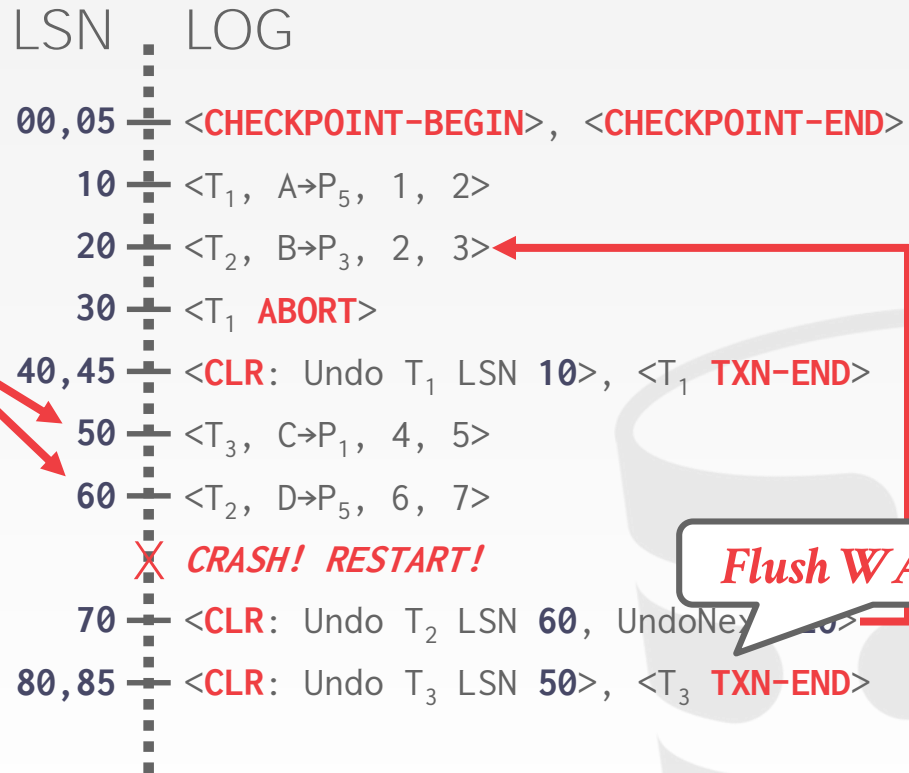 LSN LOG
00,05 <CHECKPOINT-BEGIN>, <CHECKPOINT-END>
10 <T₁, A→P₅, 1, 2>
20 <T₂, B→P₃, 2, 3>
30 <T₁ ABORT>
40,45 <CLR: Undo T₁ LSN 10>, <T₁ TXN-END>
50 <T₃, C→P₁, 4, 5>
60 <T₂, D→P₅, 6, 7>
X CRASH! RESTART!
Flush WA
70 <CLR: Undo T₂ LSN 60, UndoNex >
80,85 <CLR: Undo T₃ LSN 50>, <T₃ TXN-END>